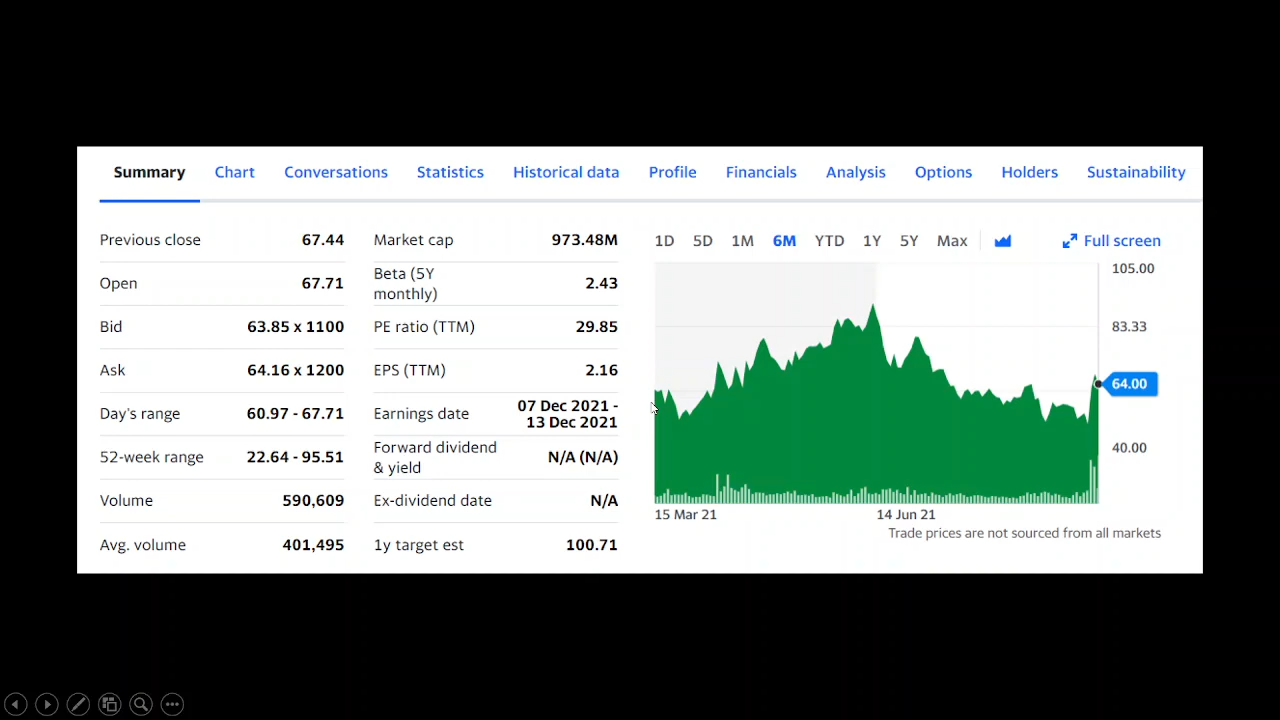 Summary Chart Conversations Statistics Historical data Profile Financials Analysis Options Holders Sustainability
Previous close 67.44
Open 67.71
Bid 63.85 x 1100
Ask 64.16 x 1200
Day's range 60.97 - 67.71
52-week range 22.64 - 95.51
Volume 590,609
Avg. volume 401,495
Market cap 973.48M
Beta (5Y
monthly) 2.43
PE ratio (TTM) 29.85
EPS (TTM) 2.16
Earnings date 07 Dec 2021 -
13 Dec 2021
Forward dividend
& yield N/A (N/A)
Ex-dividend date N/A
1y target est 100.71
1D 5D 1M 6M YTD 1Y 5Y Max Full screen
105.00
83.33
64.00
40.00
15 Mar 21 14 Jun 21
Trade prices are not sourced from all markets